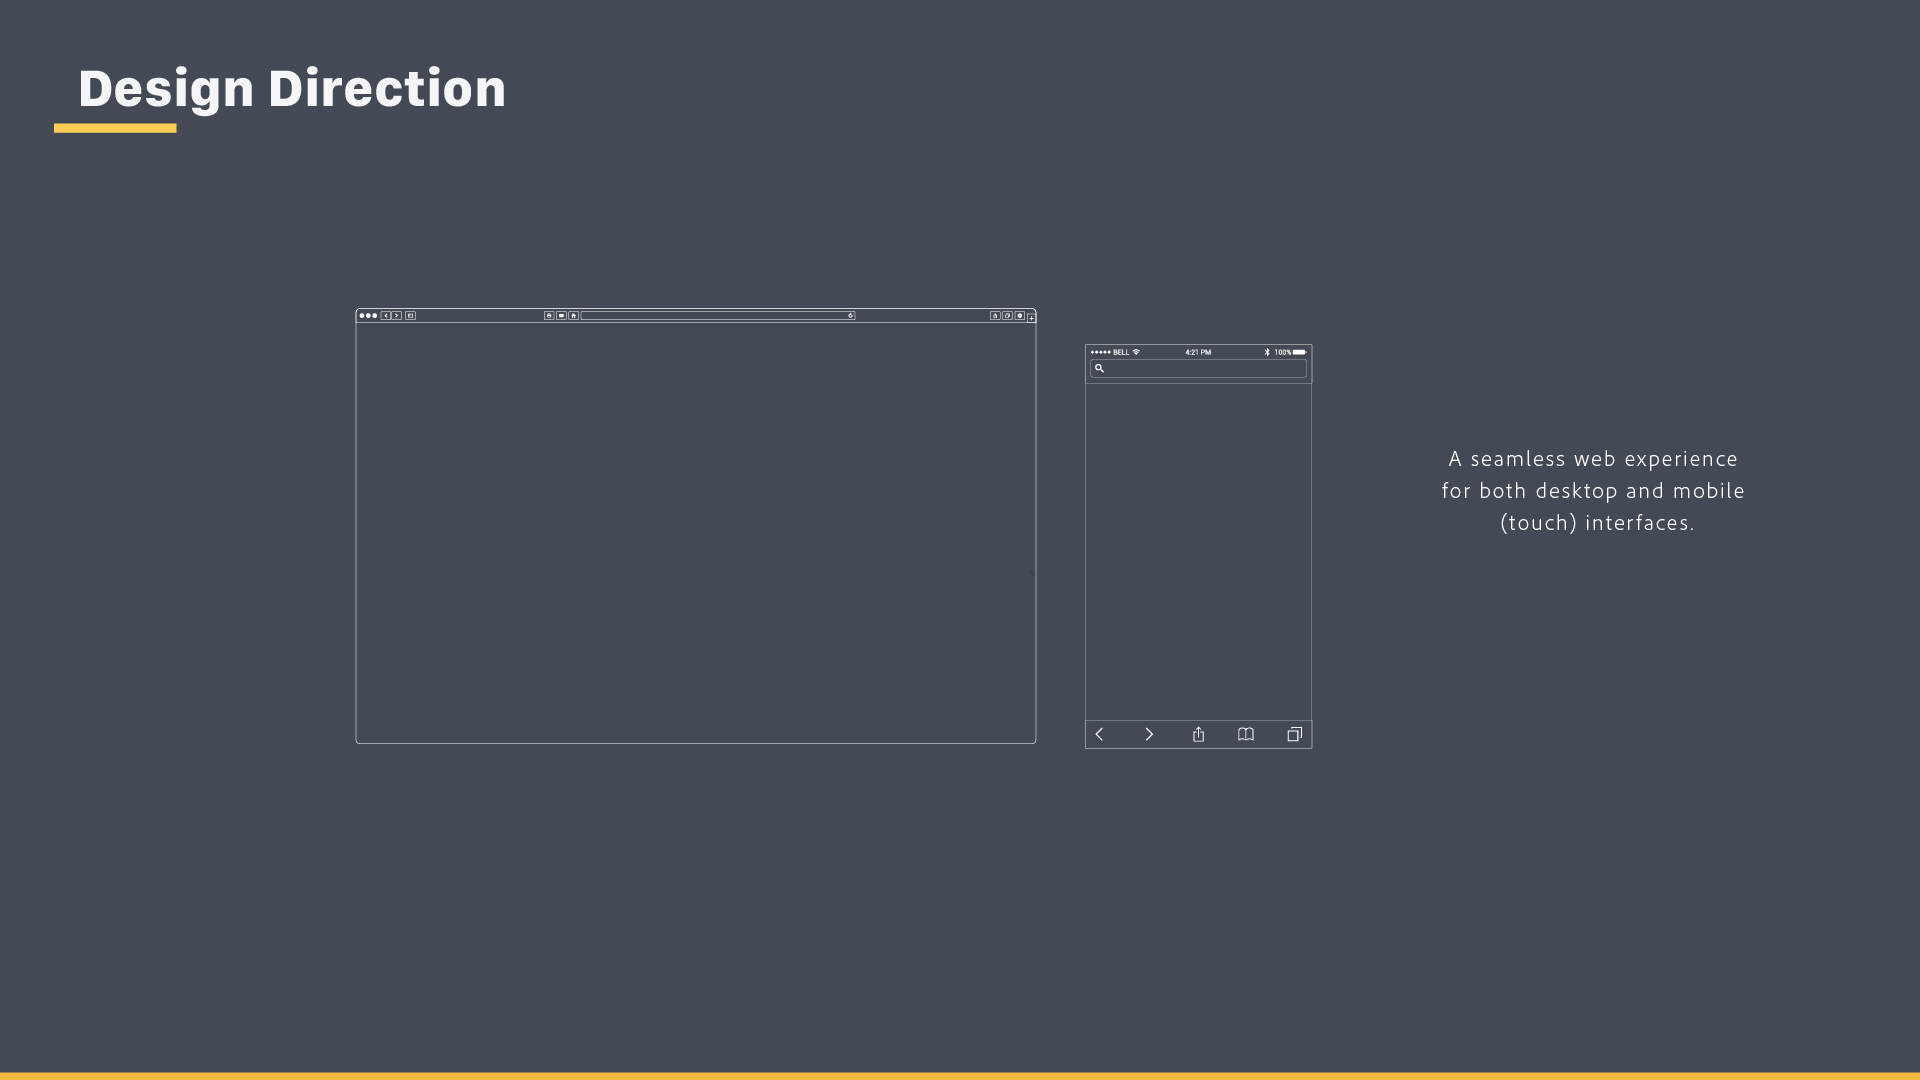 Design Direction
BELL 4:21 PM 100%
A seamless web experience
for both desktop and mobile
(touch) interfaces.